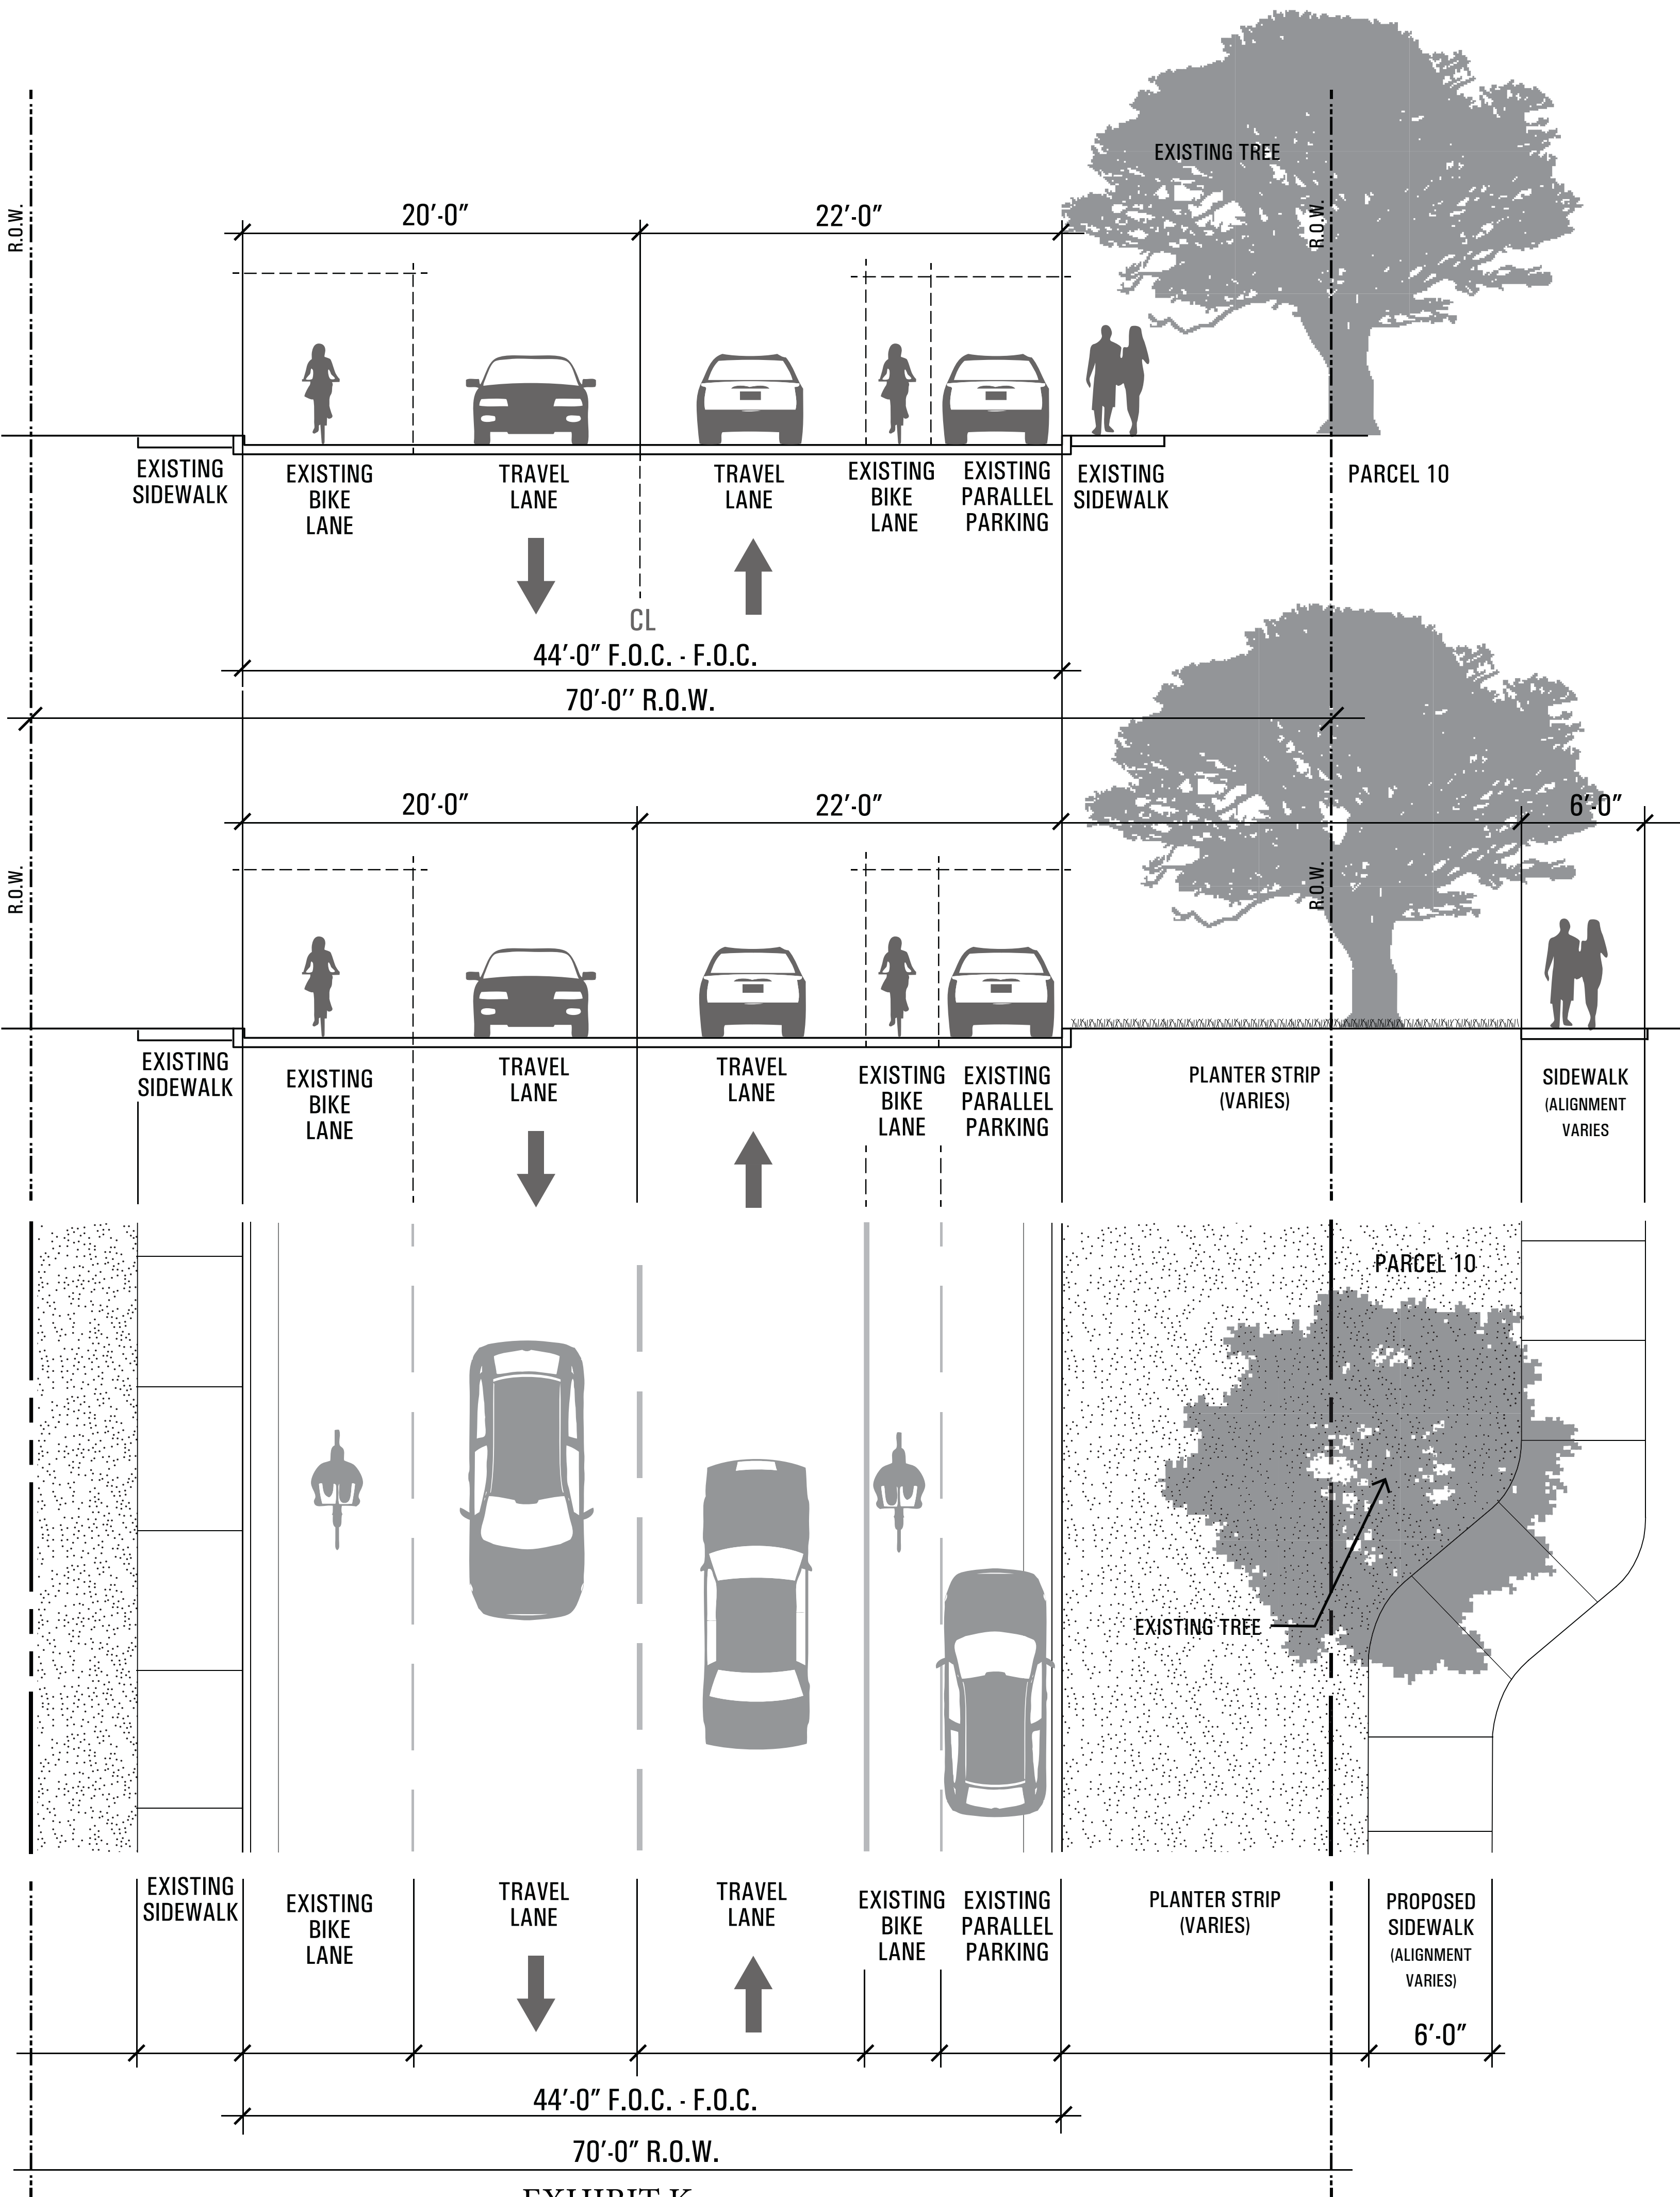 EXISTING TREE
R.O.W.
R.O.W.
20'-0"
22'-0"
EXISTING
SIDEWALK
EXISTING
BIKE
LANE
TRAVEL
LANE
TRAVEL
LANE
EXISTING
BIKE
LANE
EXISTING
PARALLEL
PARKING
EXISTING
SIDEWALK
PARCEL 10
CL
44'-0" F.O.C. - F.O.C.
70'-0'' R.O.W.
20'-0"
22'-0"
6'-0"
R.O.W.
R.O.W.
EXISTING
SIDEWALK
EXISTING
BIKE
LANE
TRAVEL
LANE
TRAVEL
LANE
EXISTING
BIKE
LANE
EXISTING
PARALLEL
PARKING
PLANTER STRIP
(VARIES)
SIDEWALK
(ALIGNMENT
VARIES
PARCEL 10
EXISTING TREE
EXISTING
SIDEWALK
EXISTING
BIKE
LANE
TRAVEL
LANE
TRAVEL
LANE
EXISTING
BIKE
LANE
EXISTING
PARALLEL
PARKING
PLANTER STRIP
(VARIES)
PROPOSED
SIDEWALK
(ALIGNMENT
VARIES)
6'-0"
44'-0" F.O.C. - F.O.C.
70'-0" R.O.W.
EXHIBIT K